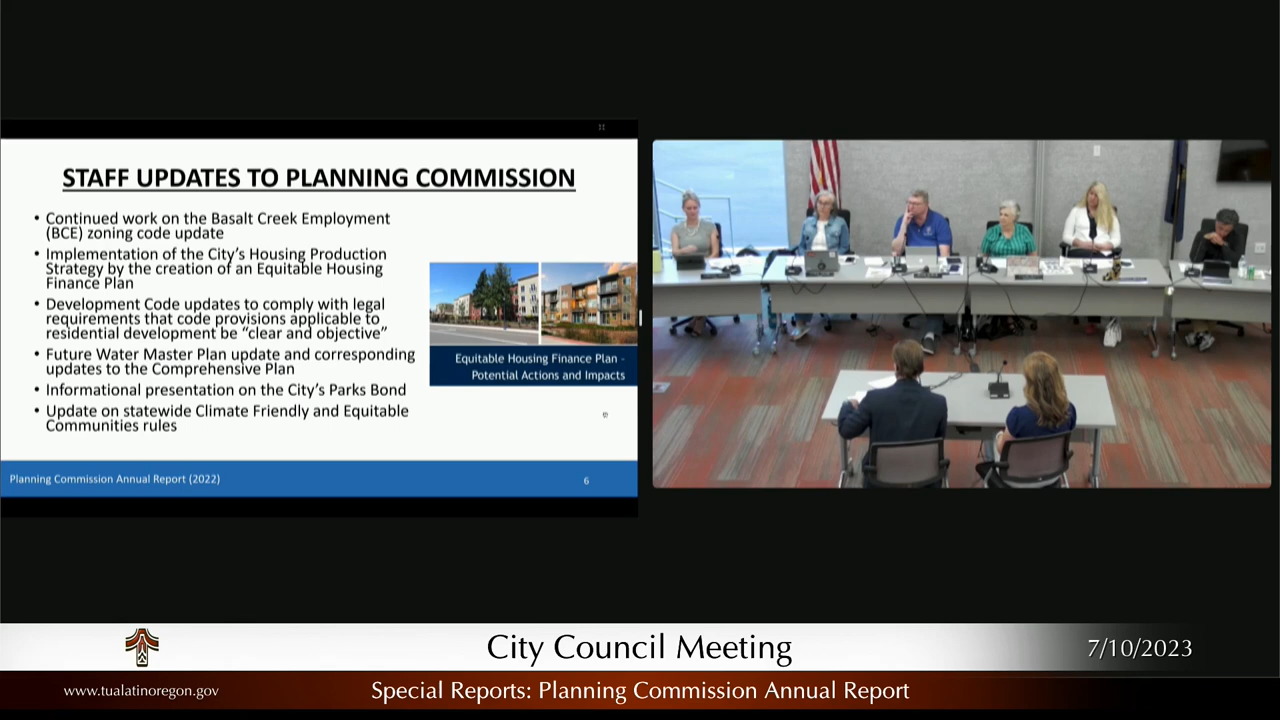 STAFF UPDATES TO PLANNING COMMISSION
• Continued work on the Basalt Creek Employment
(BCE) zoning code update
• Implementation of the City’s Housing Production
Strategy by the creation of an Equitable Housing
Finance Plan
• Development Code updates to comply with legal
requirements that code provisions applicable to
residential development be “clear and objective”
• Future Water Master Plan update and corresponding
updates to the Comprehensive Plan
• Informational presentation on the City’s Parks Bond
• Update on statewide Climate Friendly and Equitable
Communities rules
Equitable Housing Finance Plan -
Potential Actions and Impacts
Planning Commission Annual Report (2022)
6
City Council Meeting
7/10/2023
www.tualatinoregon.gov
Special Reports: Planning Commission Annual Report